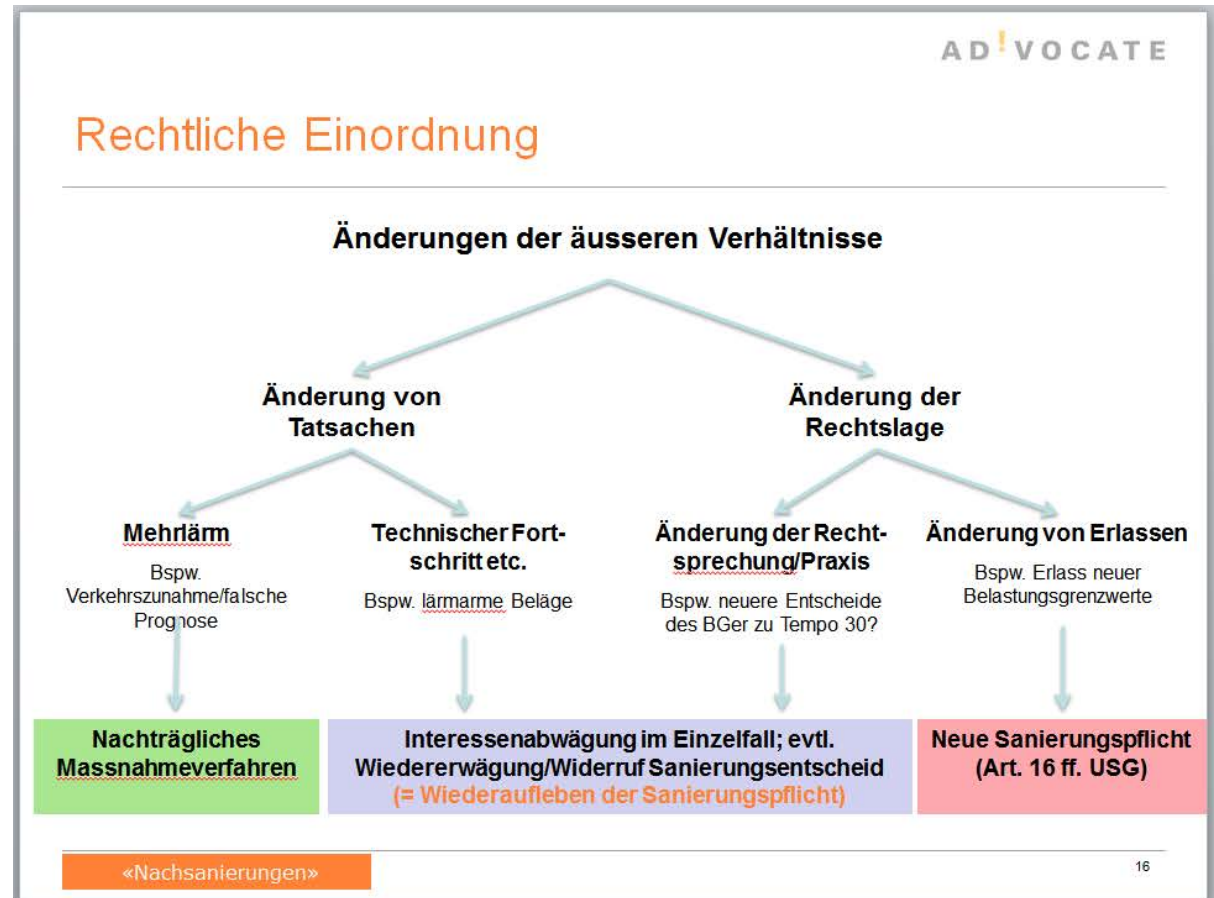 AD!VOCATE
Rechtliche Einordnung
Änderungen der äusseren Verhältnisse
Änderung von
Tatsachen
Änderung der
Rechtslage
Mehrlärm
Bspw.
Verkehrszunahme/falsche
Prognose
Technischer Fort-
schritt etc.
Bspw. lärmarme Beläge
Änderung der Recht-
sprechung/Praxis
Bspw. neuere Entscheide
des BGer zu Tempo 30?
Änderung von Erlassen
Bspw. Erlass neuer
Belastungsgrenzwerte
Nachträgliches
Massnahmeverfahren
Interessenabwägung im Einzelfall; evtl.
Wiedererwägung/Widerruf Sanierungsentscheid
(= Wiederaufleben der Sanierungspflicht)
Neue Sanierungspflicht
(Art. 16 ff. USG)
«Nachsanierungen»
16